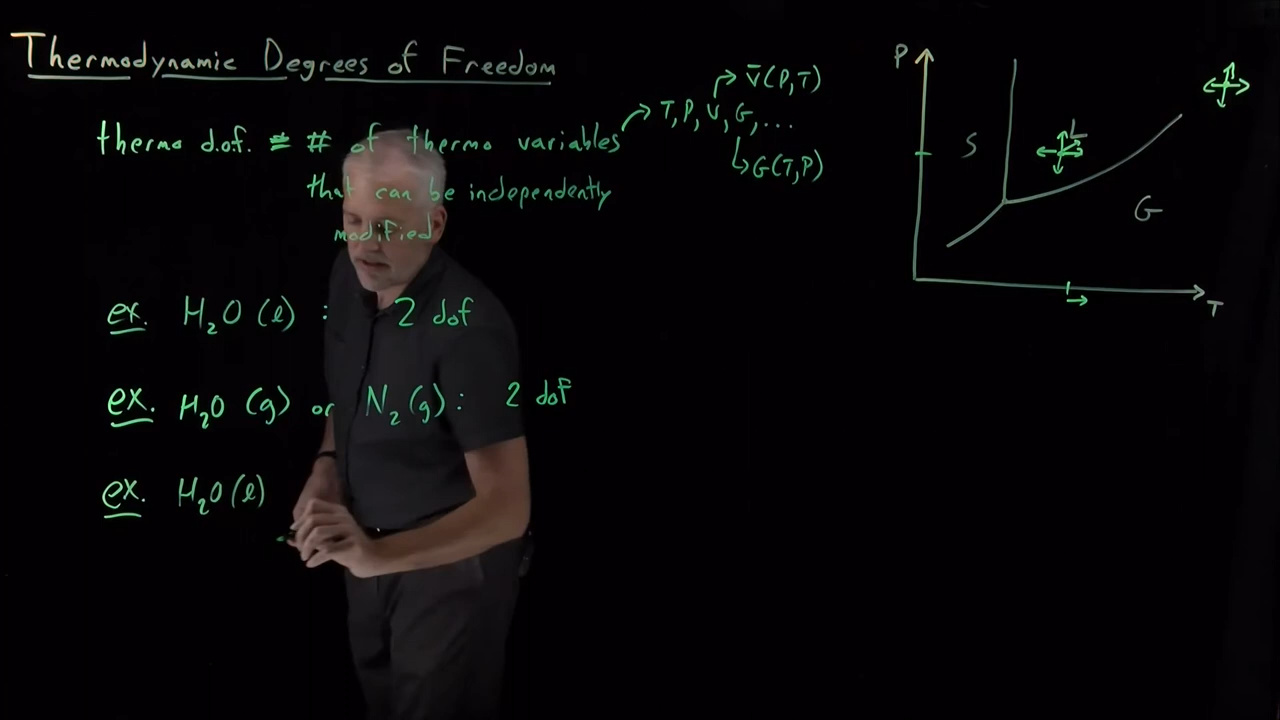 Thermodynamic Degrees of Freedom
thermo d.o.f. = # of thermo variables
that can be independently
modified
T, P, V, G, ...
V̄(P,T)
G(T,P)
ex. H₂O (l) : 2 dof
ex. H₂O (g) or N₂(g) : 2 dof
ex. H₂O(l)
P
S
L
G
T